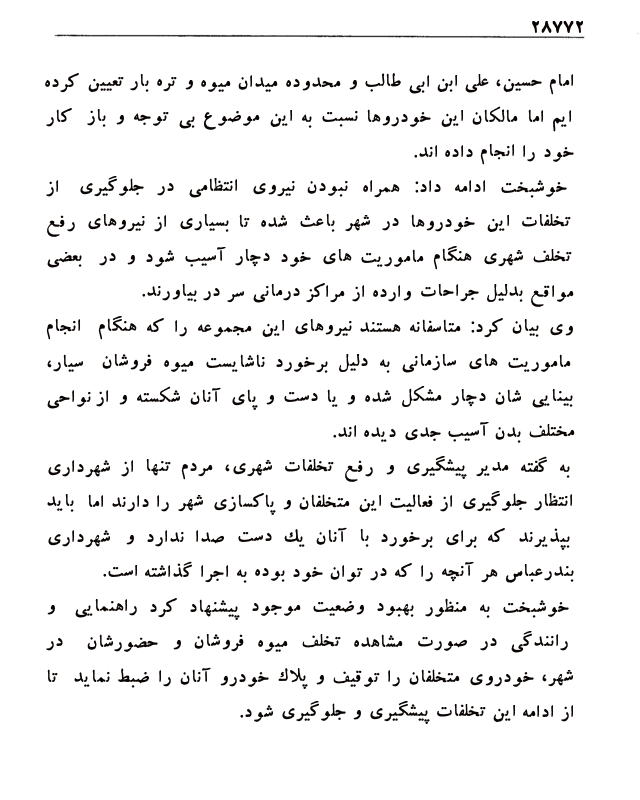 ۲۸۷۷۲
امام حسین، علی ابن ابی طالب و محدوده میدان میوه و تره بار تعیین کرده
ایم اما مالکان این خودروها نسبت به این موضوع بی توجه و باز کار
خود را انجام داده اند.
خوشبخت ادامه داد: همراه نبودن نیروی انتظامی در جلوگیری از
تخلفات این خودروها در شهر باعث شده تا بسیاری از نیروهای رفع
تخلف شهری هنگام ماموریت های خود دچار آسیب شود و در بعضی
مواقع بدلیل جراحات وارده از مراکز درمانی سر در بیاورند.
وی بیان کرد: متاسفانه هستند نیروهای این مجموعه را که هنگام انجام
ماموریت های سازمانی به دلیل برخورد ناشایست میوه فروشان سیار،
بینایی شان دچار مشکل شده و یا دست و پای آنان شکسته و از نواحی
مختلف بدن آسیب جدی دیده اند.
به گفته مدیر پیشگیری و رفع تخلفات شهری، مردم تنها از شهرداری
انتظار جلوگیری از فعالیت این متخلفان و پاکسازی شهر را دارند اما باید
بپذیرند که برای برخورد با آنان یك دست صدا ندارد و شهرداری
بندرعباس هر آنچه را که در توان خود بوده به اجرا گذاشته است.
خوشبخت به منظور بهبود وضعیت موجود پیشنهاد کرد راهنمایی و
رانندگی در صورت مشاهده تخلف میوه فروشان و حضورشان در
شهر، خودروی متخلفان را توقیف و پلاك خودرو آنان را ضبط نماید تا
از ادامه این تخلفات پیشگیری و جلوگیری شود.